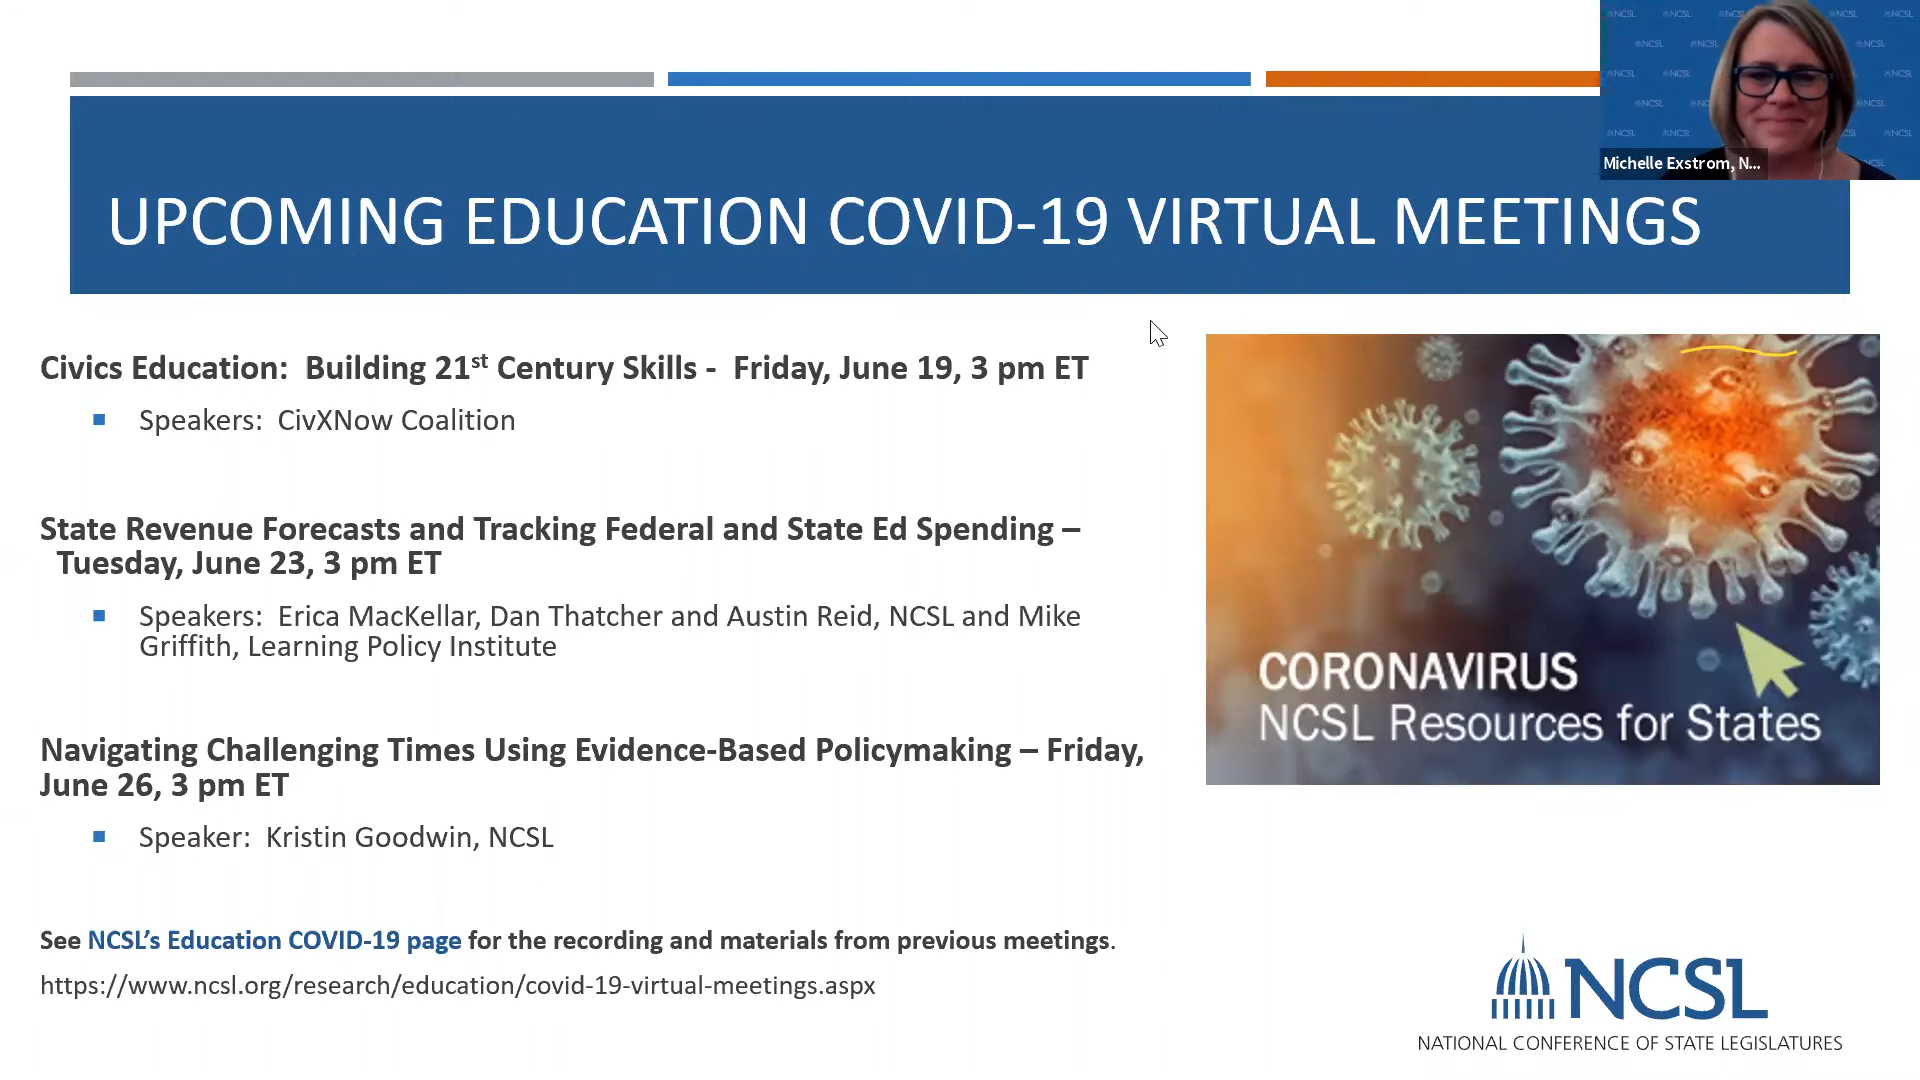 Michelle Exstrom, N...
UPCOMING EDUCATION COVID-19 VIRTUAL MEETINGS
Civics Education: Building 21st Century Skills - Friday, June 19, 3 pm ET
Speakers: CivXNow Coalition
State Revenue Forecasts and Tracking Federal and State Ed Spending –
Tuesday, June 23, 3 pm ET
Speakers: Erica MacKellar, Dan Thatcher and Austin Reid, NCSL and Mike
Griffith, Learning Policy Institute
Navigating Challenging Times Using Evidence-Based Policymaking – Friday,
June 26, 3 pm ET
Speaker: Kristin Goodwin, NCSL
See NCSL’s Education COVID-19 page for the recording and materials from previous meetings.
https://www.ncsl.org/research/education/covid-19-virtual-meetings.aspx
CORONAVIRUS
NCSL Resources for States
NCSL
NATIONAL CONFERENCE OF STATE LEGISLATURES